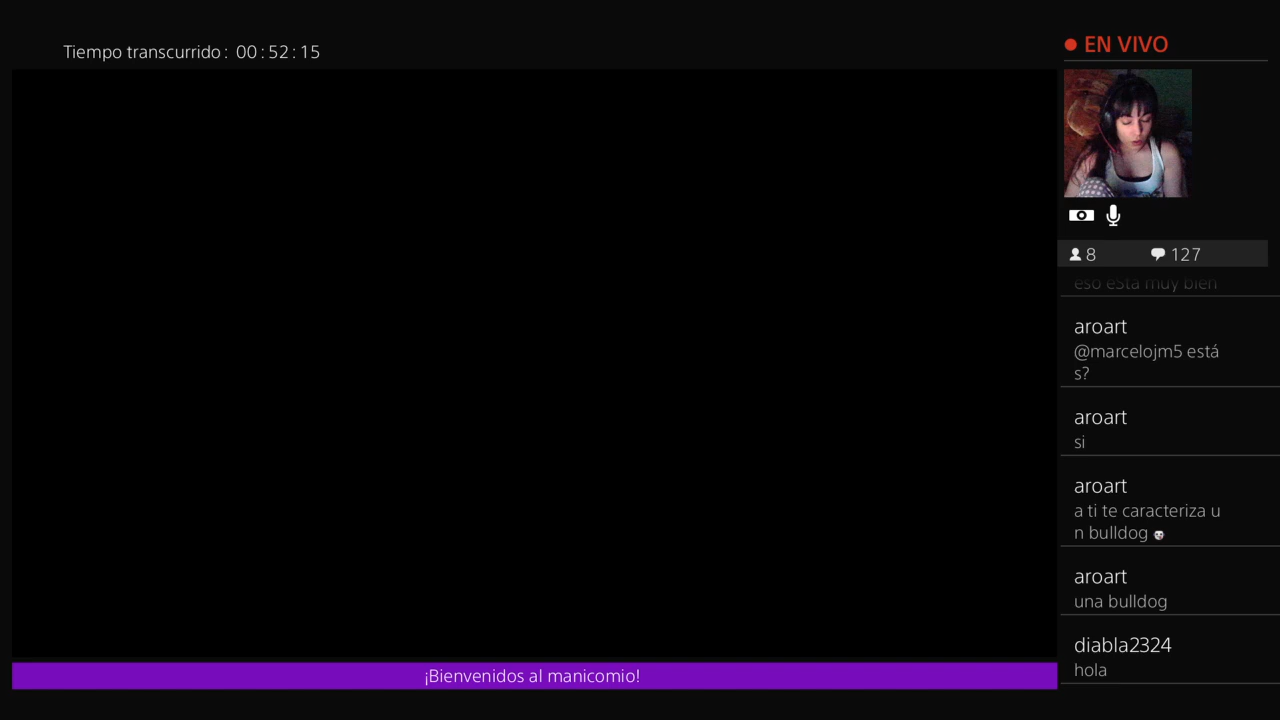 Tiempo transcurrido : 00 : 52 : 15
EN VIVO
8
127
eso eSta muy bien
aroart
@marcelojm5 está
s?
aroart
si
aroart
a ti te caracteriza u
n bulldog
aroart
una bulldog
diabla2324
hola
¡Bienvenidos al manicomio!